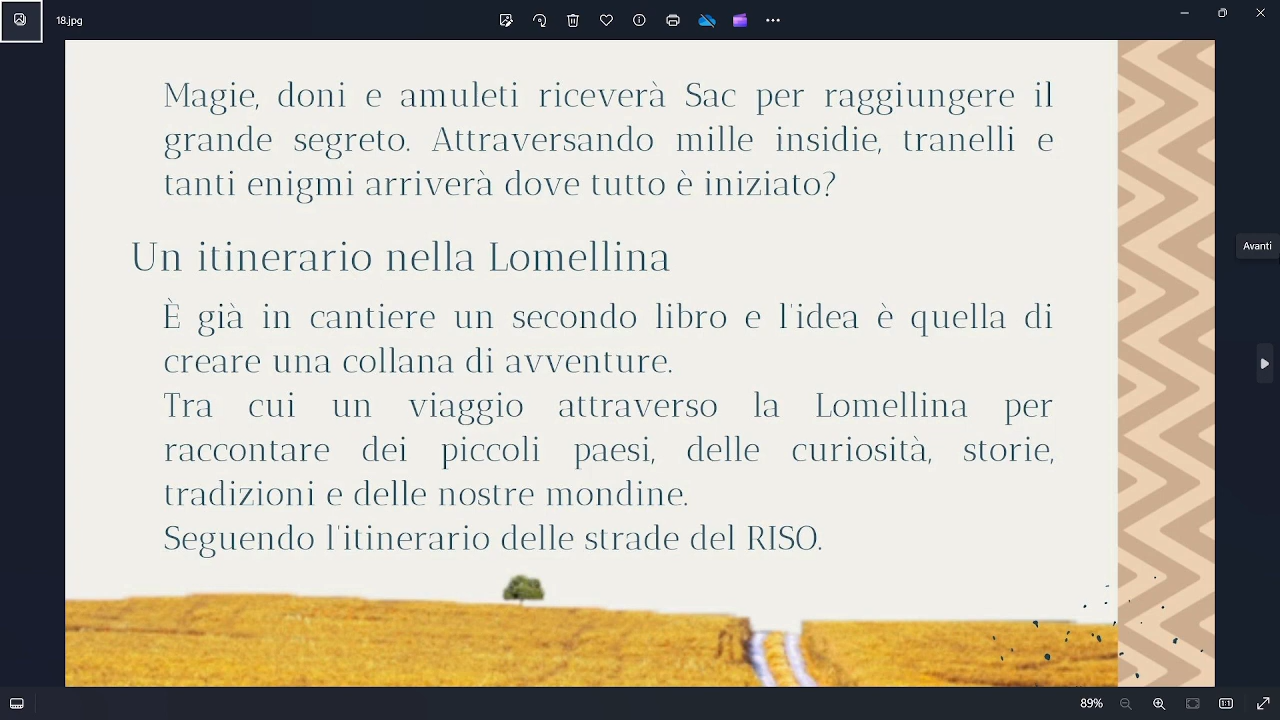 18.jpg
Magie, doni e amuleti riceverà Sac per raggiungere il
grande segreto. Attraversando mille insidie, tranelli e
tanti enigmi arriverà dove tutto è iniziato?
Un itinerario nella Lomellina
Avanti
È già in cantiere un secondo libro e l'idea è quella di
creare una collana di avventure.
Tra cui un viaggio attraverso la Lomellina per
raccontare dei piccoli paesi, delle curiosità, storie,
tradizioni e delle nostre mondine.
Seguendo l'itinerario delle strade del RISO.
89%